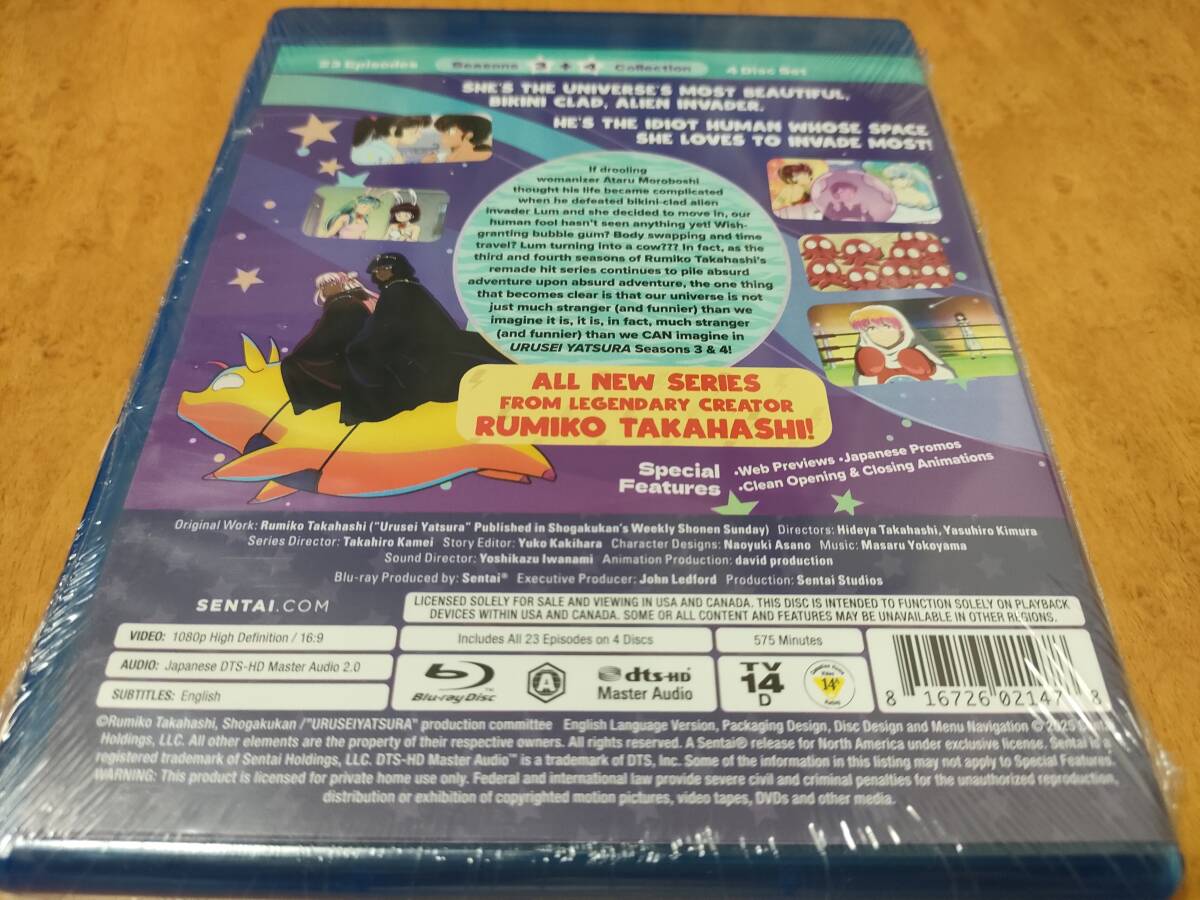 23 Episodes Seasons 3 + 4 Collection 4 Disc Set
SHE'S THE UNIVERSE'S MOST BEAUTIFUL,
BIKINI CLAD, ALIEN INVADER.
HE'S THE IDIOT HUMAN WHOSE SPACE
SHE LOVES TO INVADE MOST!
If drooling
womanizer Ataru Moroboshi
thought his life became complicated
when he defeated bikini-clad alien
invader Lum and she decided to move in, our
human fool hasn't seen anything yet! Wish-
granting bubble gum? Body swapping and time
travel? Lum turning into a cow??? In fact, as the
third and fourth seasons of Rumiko Takahashi's
remade hit series continues to pile absurd
adventure upon absurd adventure, the one thing
that becomes clear is that our universe is not
just much stranger (and funnier) than we
imagine it is, it is, in fact, much stranger
(and funnier) than we CAN imagine in
URUSEI YATSURA Seasons 3 & 4!
ALL NEW SERIES
FROM LEGENDARY CREATOR
RUMIKO TAKAHASHI!
Special
Features
•Web Previews •Japanese Promos
•Clean Opening & Closing Animations
Original Work: Rumiko Takahashi ("Urusei Yatsura" Published in Shogakukan's Weekly Shonen Sunday) Directors: Hideya Takahashi, Yasuhiro Kimura
Series Director: Takahiro Kamei Story Editor: Yuko Kakihara Character Designs: Naoyuki Asano Music: Masaru Yokoyama
Sound Director: Yoshikazu Iwanami Animation Production: david production
Blu-ray Produced by: Sentai® Executive Producer: John Ledford Production: Sentai Studios
SENTAI.COM
LICENSED SOLELY FOR SALE AND VIEWING IN USA AND CANADA. THIS DISC IS INTENDED TO FUNCTION SOLELY ON PLAYBACK
DEVICES WITHIN USA AND CANADA. SOME OR ALL CONTENT AND FEATURES MAY BE UNAVAILABLE IN OTHER REGIONS.
VIDEO: 1080p High Definition / 16:9
Includes All 23 Episodes on 4 Discs
575 Minutes
AUDIO: Japanese DTS-HD Master Audio 2.0
SUBTITLES: English
Blu-ray Disc™
A
dts-HD
Master Audio
TV
14
D
14+
8 16726 02147 8
©Rumiko Takahashi, Shogakukan /"URUSEIYATSURA" production committee English Language Version, Packaging Design, Disc Design and Menu Navigation © 2025 Sentai
Holdings, LLC. All other elements are the property of their respective owners. All rights reserved. A Sentai® release for North America under exclusive license. Sentai is a
registered trademark of Sentai Holdings, LLC. DTS-HD Master Audio™ is a trademark of DTS, Inc. Some of the information in this listing may not apply to Special Features.
WARNING: This product is licensed for private home use only. Federal and international law provide severe civil and criminal penalties for the unauthorized reproduction,
distribution or exhibition of copyrighted motion pictures, video tapes, DVDs and other media.